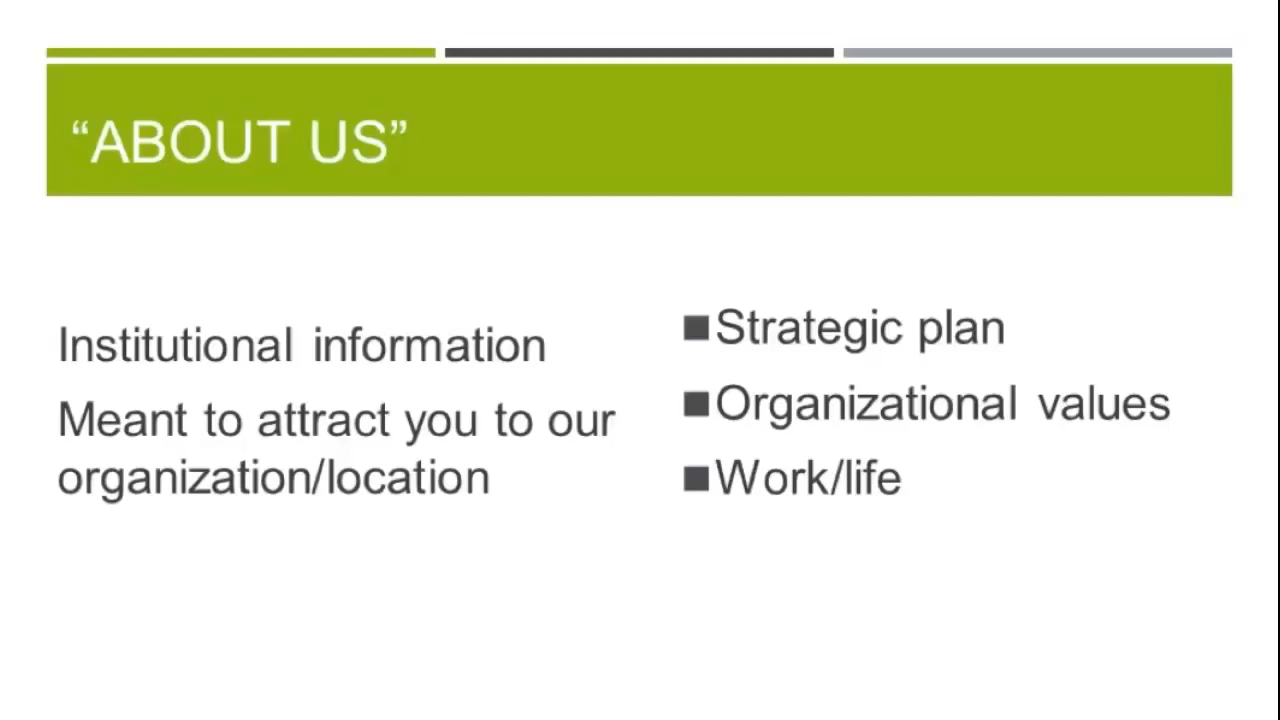 “ABOUT US”
Institutional information
Meant to attract you to our
organization/location
■Strategic plan
■Organizational values
■Work/life